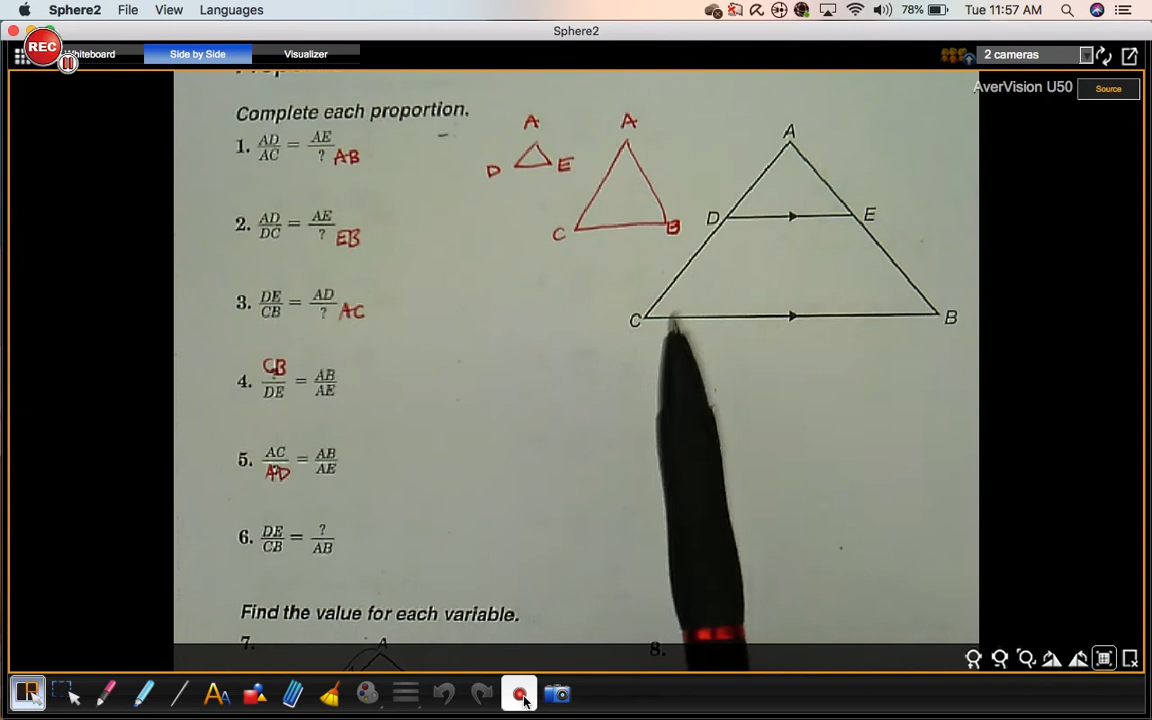 Sphere2 File View Languages 78% Tue 11:57 AM
Sphere2
REC
Whiteboard Side by Side Visualizer 2 cameras
AverVision U50 Source
Complete each proportion.
1. AD/AC = AE/? AB
2. AD/DC = AE/? EB
3. DE/CB = AD/? AC
4. CB ?/DE = AB/AE
5. AC/? AD = AB/AE
6. DE/CB = ?/AB
A
D E
A
C B
A
D E
C B
Find the value for each variable.
7. A
8.